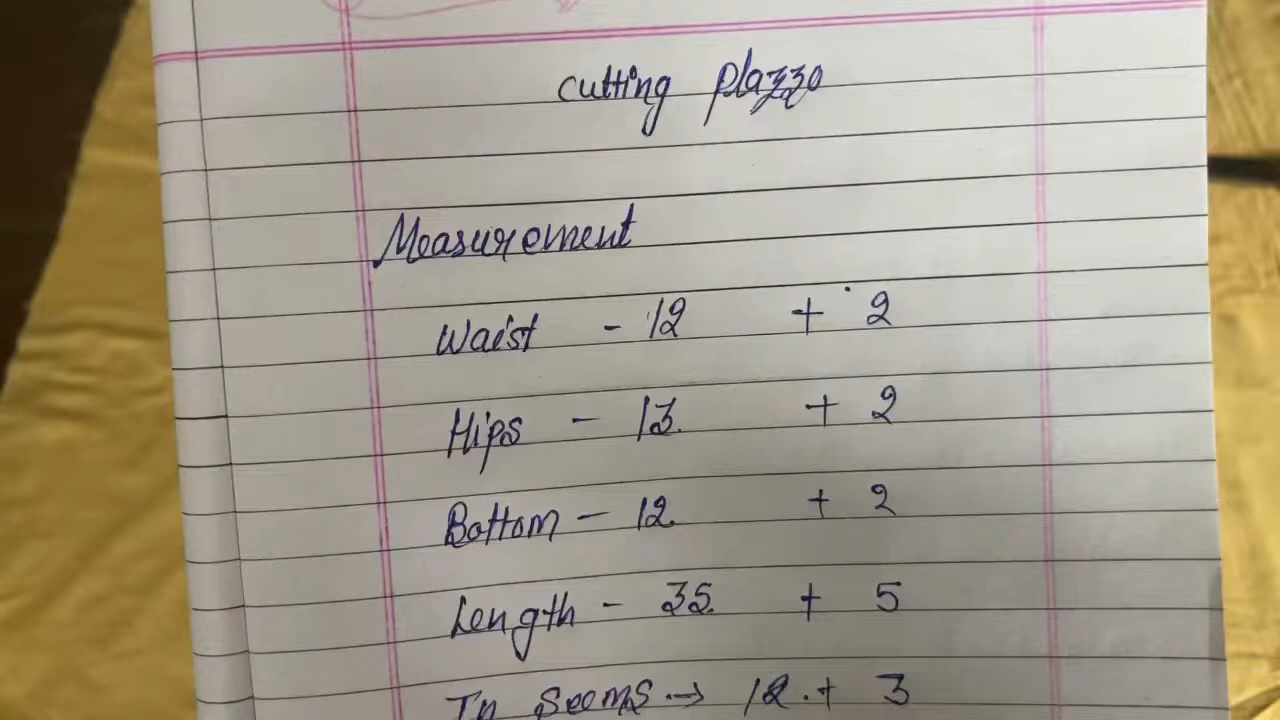 cutting plazzo
Measurement
Waist - 12 + 2
Hips - 13. + 2
Bottom - 12. + 2
Length - 35. + 5
In Seems → 12 . + 3